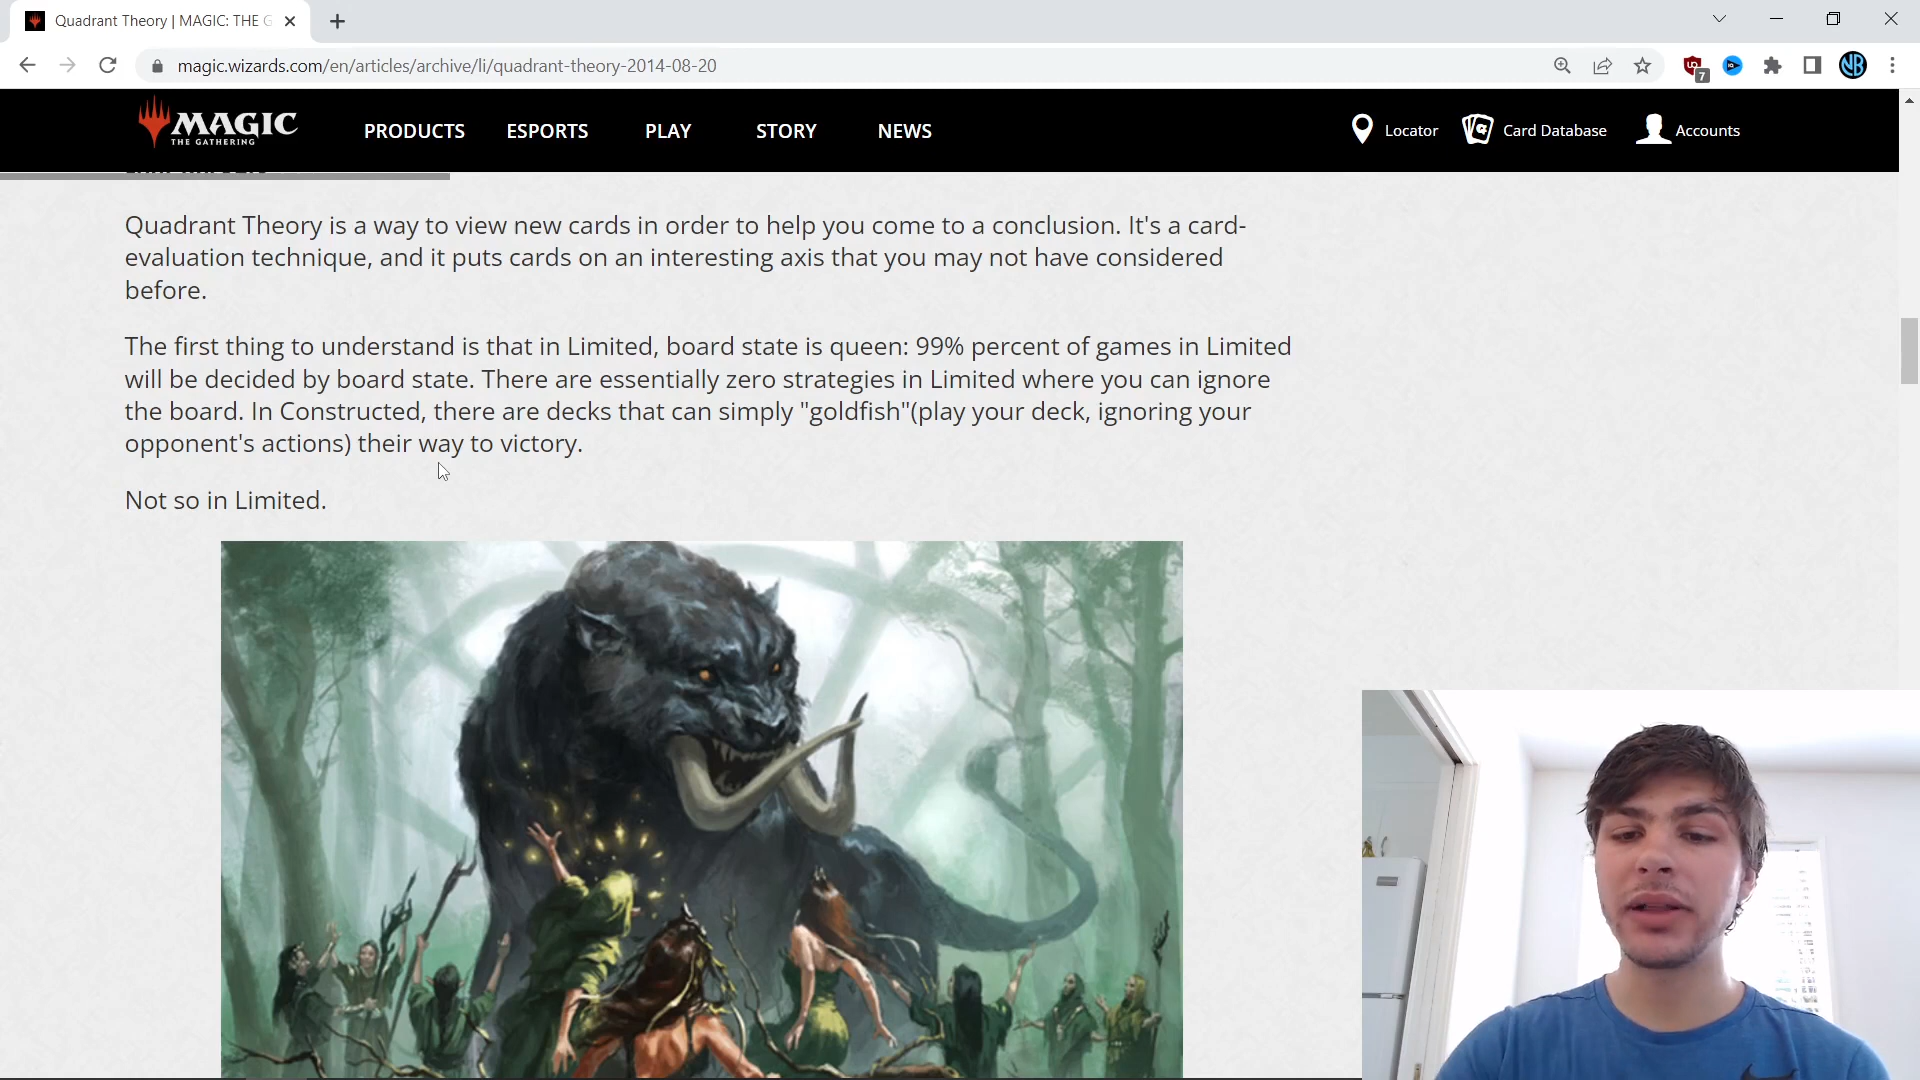 Quadrant Theory | MAGIC: THE G
magic.wizards.com/en/articles/archive/li/quadrant-theory-2014-08-20
7
NB
MAGIC
THE GATHERING
PRODUCTS
ESPORTS
PLAY
STORY
NEWS
Locator
Card Database
Accounts
Quadrant Theory is a way to view new cards in order to help you come to a conclusion. It's a card-
evaluation technique, and it puts cards on an interesting axis that you may not have considered
before.
The first thing to understand is that in Limited, board state is queen: 99% percent of games in Limited
will be decided by board state. There are essentially zero strategies in Limited where you can ignore
the board. In Constructed, there are decks that can simply "goldfish"(play your deck, ignoring your
opponent's actions) their way to victory.
Not so in Limited.